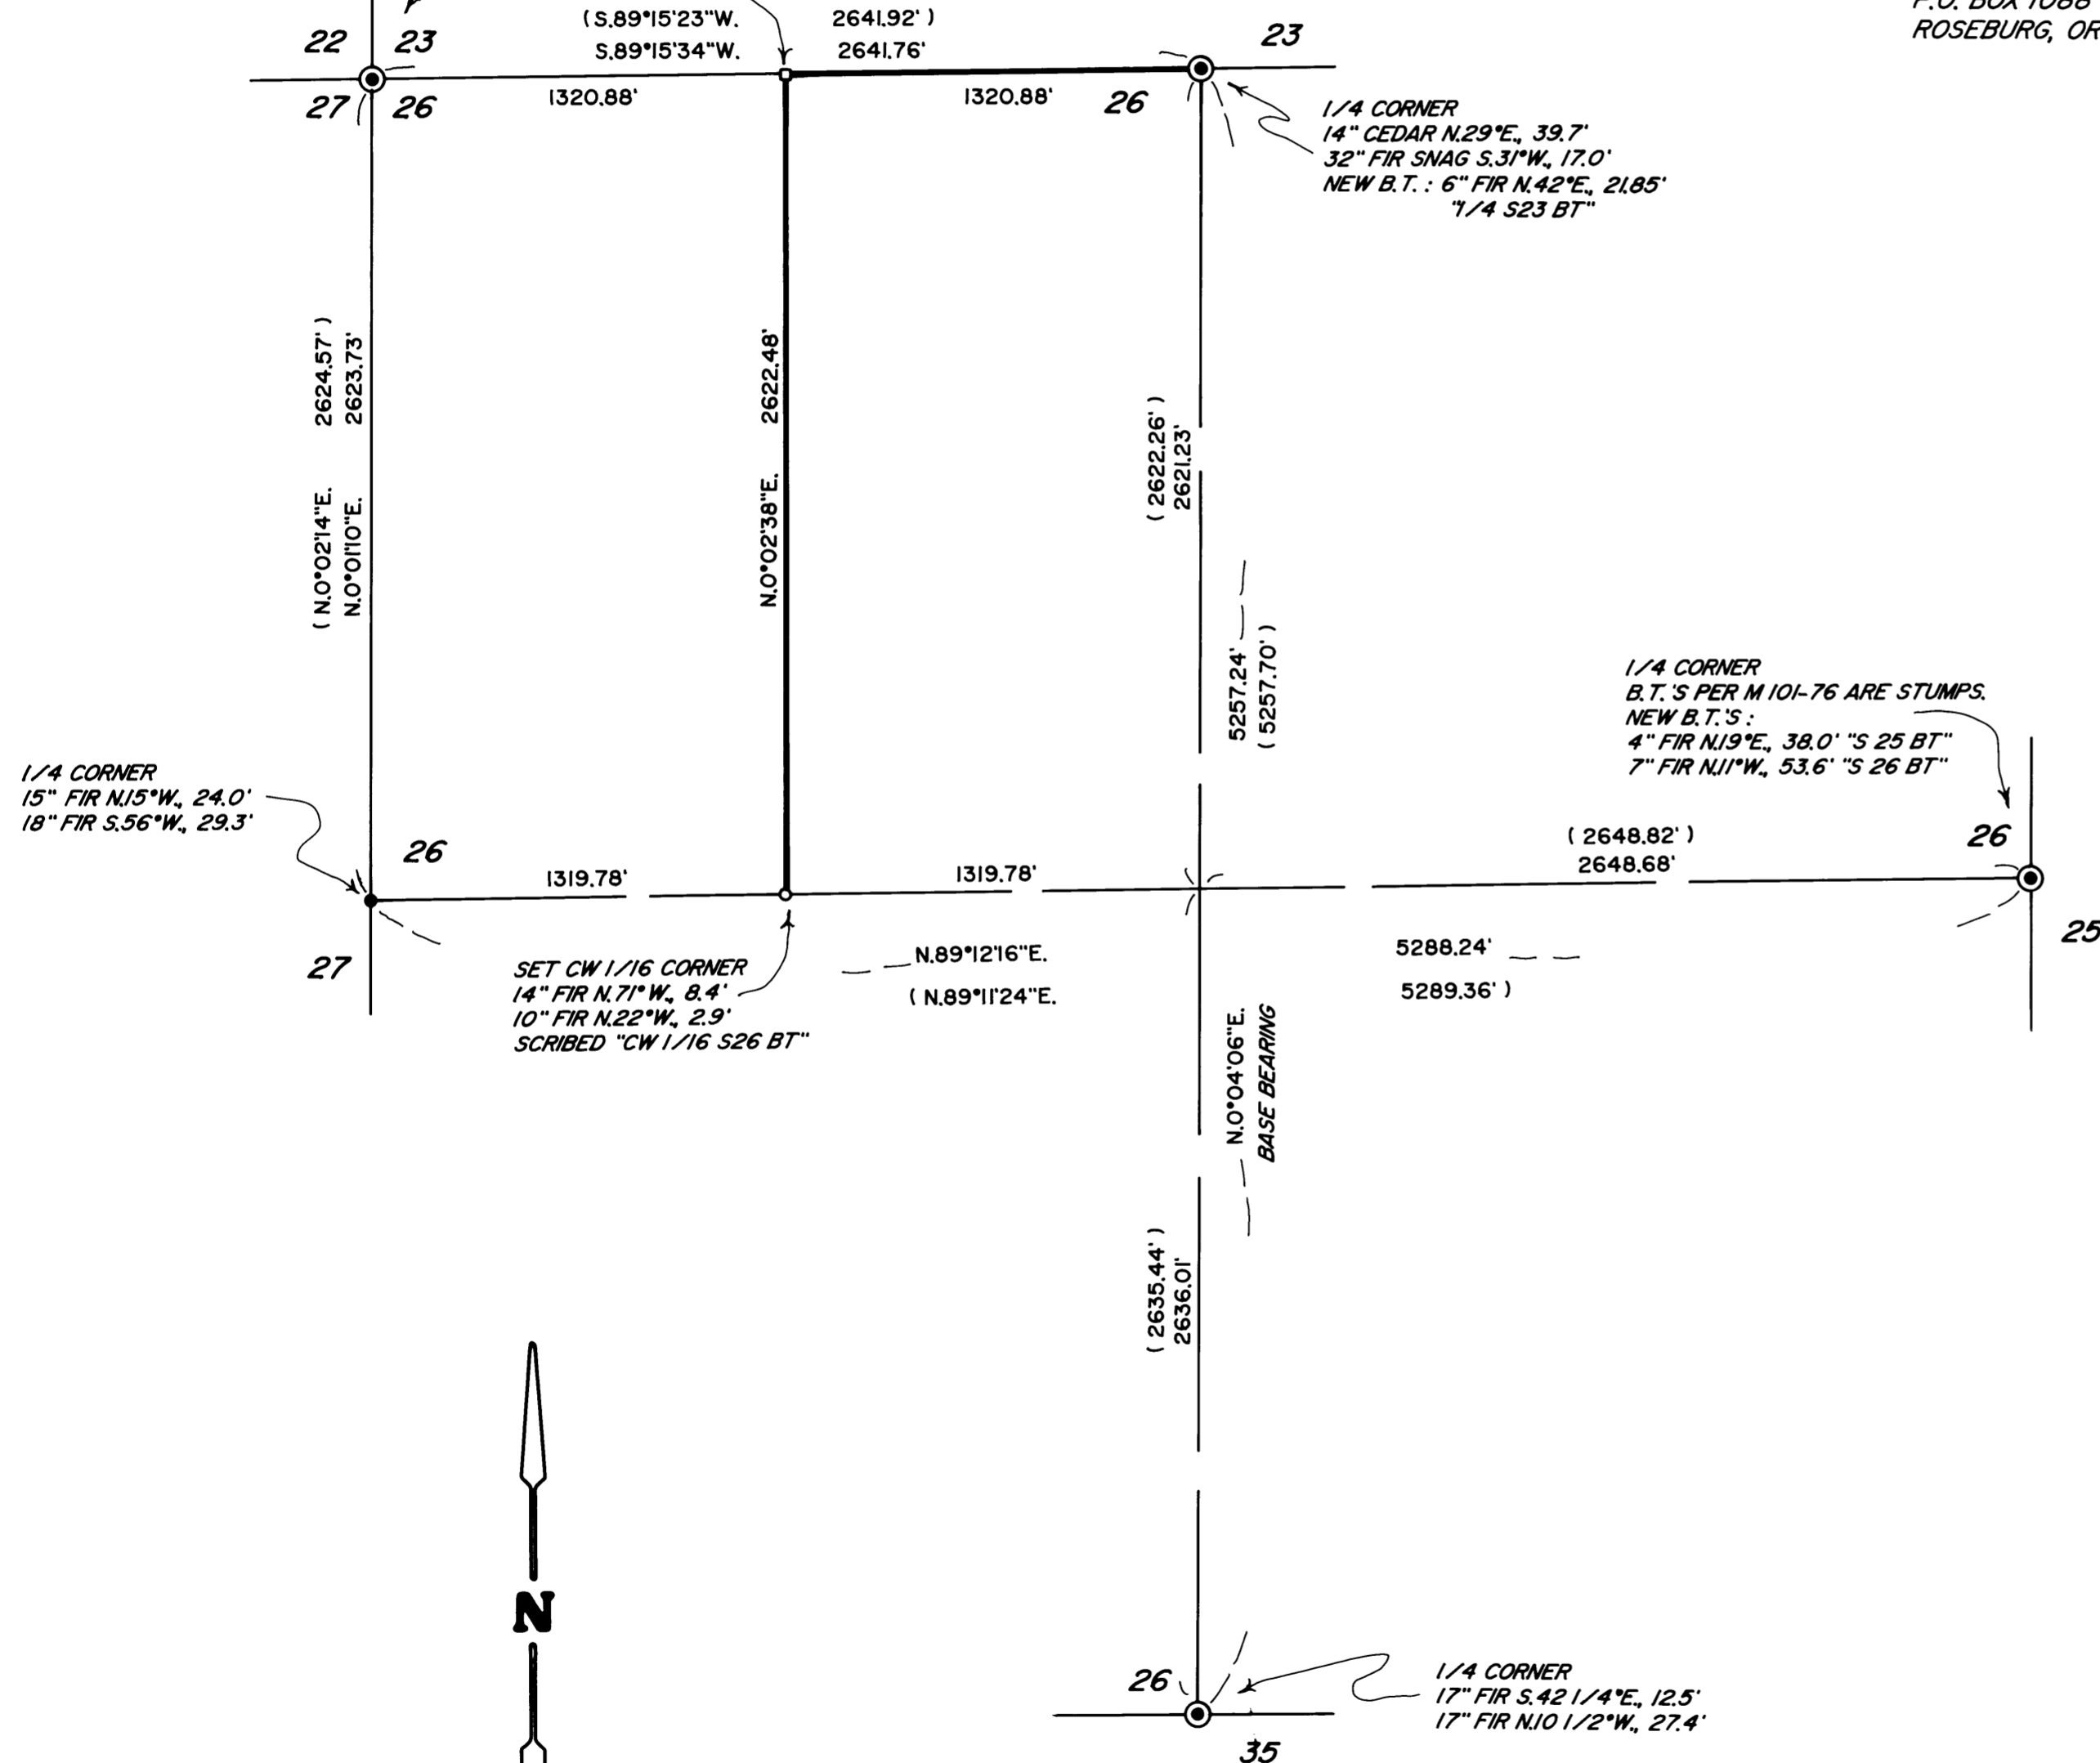 (S.89°15'23"W. 2641.92')
S.89°15'34"W. 2641.76'
ROSEBURG, OR
22 23
27 26
1320.88'
1320.88'
26
23
1/4 CORNER
14" CEDAR N.29°E., 39.7'
32" FIR SNAG S.31°W., 17.0'
NEW B.T. : 6" FIR N.42°E., 21.85'
"1/4 S23 BT"
(N.0°02'14"E. 2624.57')
N.0°01'10"E. 2623.73'
N.0°02'38"E. 2622.48'
(2622.26')
2621.23'
5257.24'
(5257.70')
1/4 CORNER
B.T.'S PER M 101-76 ARE STUMPS.
NEW B.T.'S :
4" FIR N.19°E., 38.0' "S 25 BT"
7" FIR N.11°W., 53.6' "S 26 BT"
1/4 CORNER
15" FIR N.15°W., 24.0'
18" FIR S.56°W., 29.3'
26
27
1319.78'
1319.78'
(2648.82')
2648.68'
26
25
SET CW 1/16 CORNER
14" FIR N.71°W., 8.4'
10" FIR N.22°W., 2.9'
SCRIBED "CW 1/16 S26 BT"
N.89°12'16"E. 5288.24'
(N.89°11'24"E. 5289.36')
N.0°04'06"E.
BASE BEARING
(2635.44')
2636.01'
N
26
35
1/4 CORNER
17" FIR S.42 1/4°E., 12.5'
17" FIR N.10 1/2°W., 27.4'